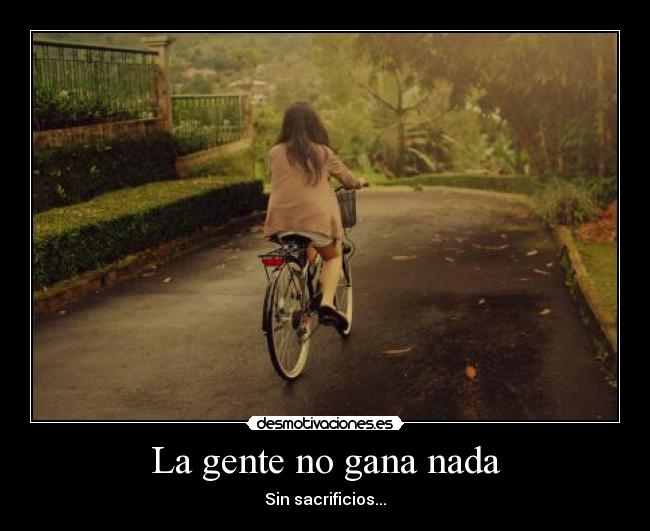 desmotivaciones.es
La gente no gana nada
Sin sacrificios...